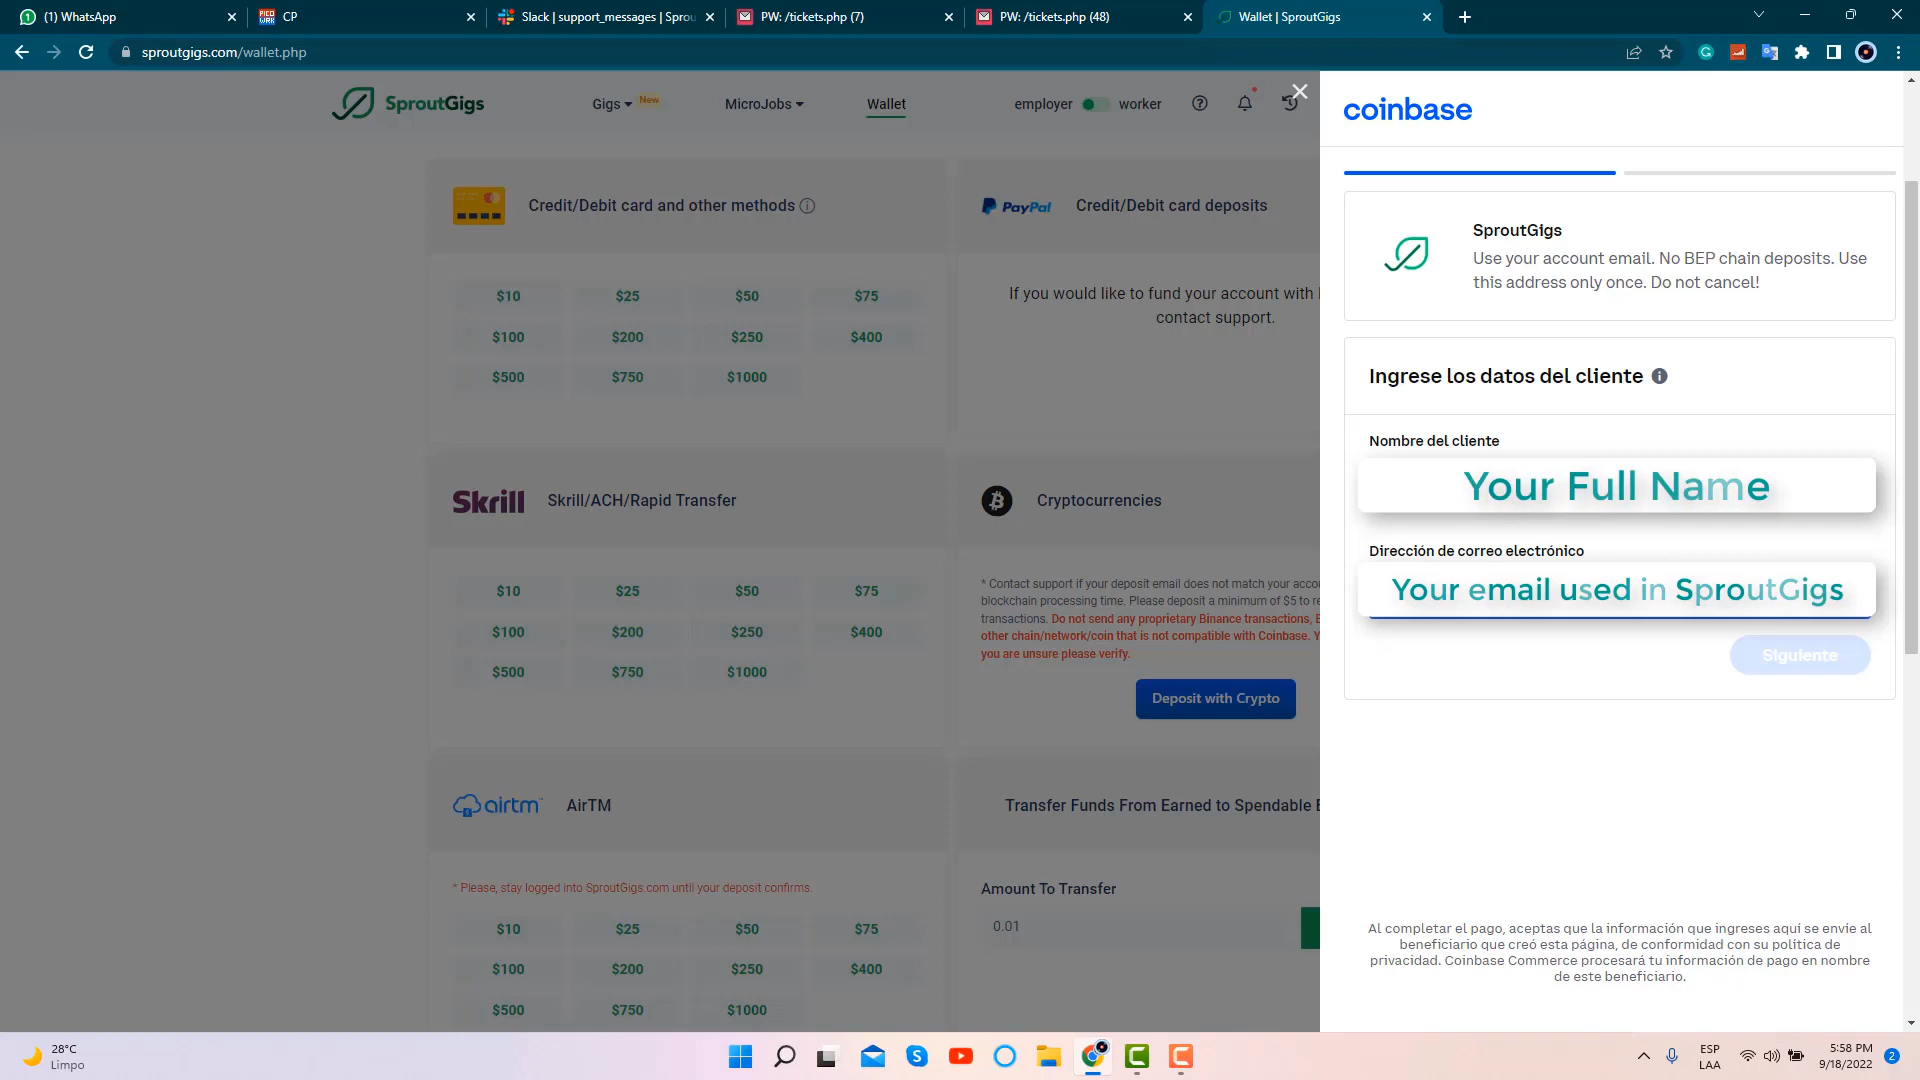 (1) WhatsApp
CP
Slack | support_messages | Sprou
PW: /tickets.php (7)
PW: /tickets.php (48)
Wallet | SproutGigs
sproutgigs.com/wallet.php
SproutGigs
Gigs
New
MicroJobs
Wallet
employer
worker
Credit/Debit card and other methods
$10 $25 $50 $75
$100 $200 $250 $400
$500 $750 $1000
PayPal
Credit/Debit card deposits
If you would like to fund your account with
contact support.
Skrill
Skrill/ACH/Rapid Transfer
$10 $25 $50 $75
$100 $200 $250 $400
$500 $750 $1000
Cryptocurrencies
* Contact support if your deposit email does not match your
blockchain processing time. Please deposit a minimum of $5 to
transactions. Do not send any proprietary Binance transactions,
other chain/network/coin that is not compatible with Coinbase.
you are unsure please verify.
Deposit with Crypto
airtm
AirTM
* Please, stay logged into SproutGigs.com until your deposit confirms.
$10 $25 $50 $75
$100 $200 $250 $400
$500 $750 $1000
Transfer Funds From Earned to Spendable
Amount To Transfer
0.01
coinbase
SproutGigs
Use your account email. No BEP chain deposits. Use
this address only once. Do not cancel!
Ingrese los datos del cliente
Nombre del cliente
Your Full Name
Dirección de correo electrónico
Your email used in SproutGigs
Siguiente
Al completar el pago, aceptas que la información que ingreses aquí se envíe al
beneficiario que creó esta página, de conformidad con su política de
privacidad. Coinbase Commerce procesará tu información de pago en nombre
de este beneficiario.
28°C
Limpo
ESP
LAA
5:58 PM
9/18/2022
2